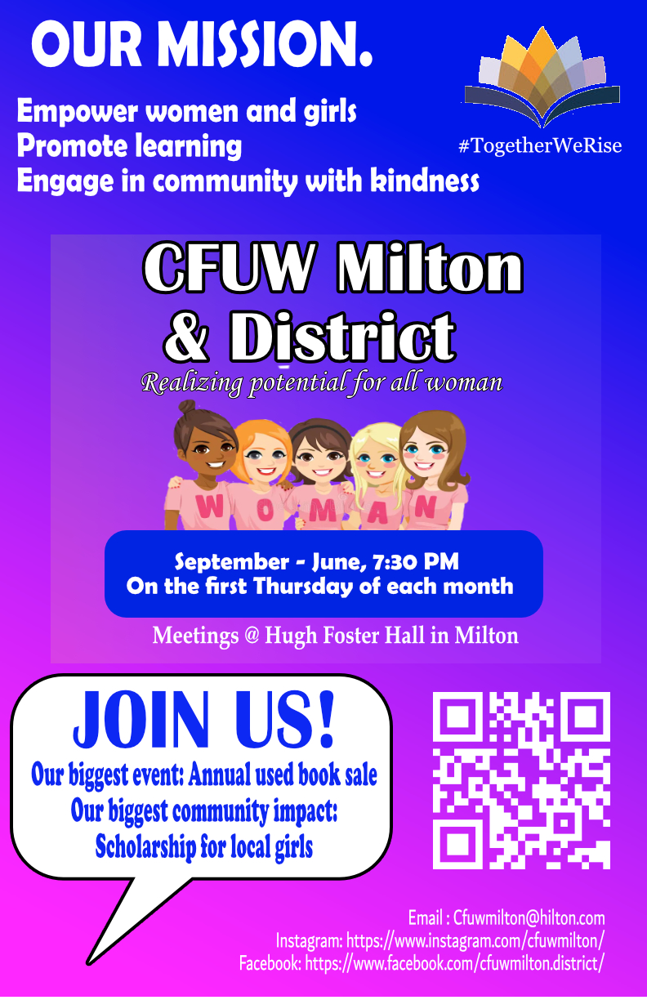 OUR MISSION.
#TogetherWeRise
Empower women and girls
Promote learning
Engage in community with kindness
CFUW Milton
& District
Realizing potential for all woman
W O M A N
September - June, 7:30 PM
On the first Thursday of each month
Meetings @ Hugh Foster Hall in Milton
JOIN US!
Our biggest event: Annual used book sale
Our biggest community impact:
Scholarship for local girls
Email : Cfuwmilton@hilton.com
Instagram: https://www.instagram.com/cfuwmilton/
Facebook: https://www.facebook.com/cfuwmilton.district/